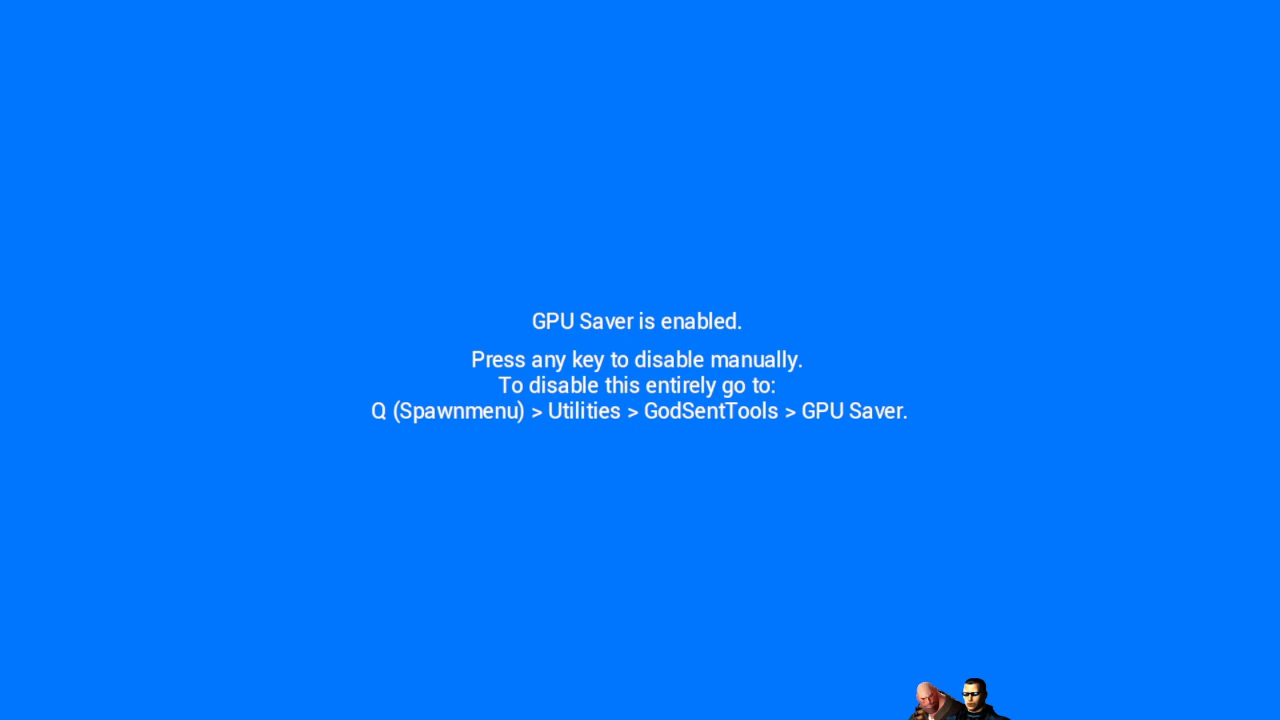 GPU Saver is enabled.
Press any key to disable manually.
To disable this entirely go to:
Q (Spawnmenu) > Utilities > GodSentTools > GPU Saver.